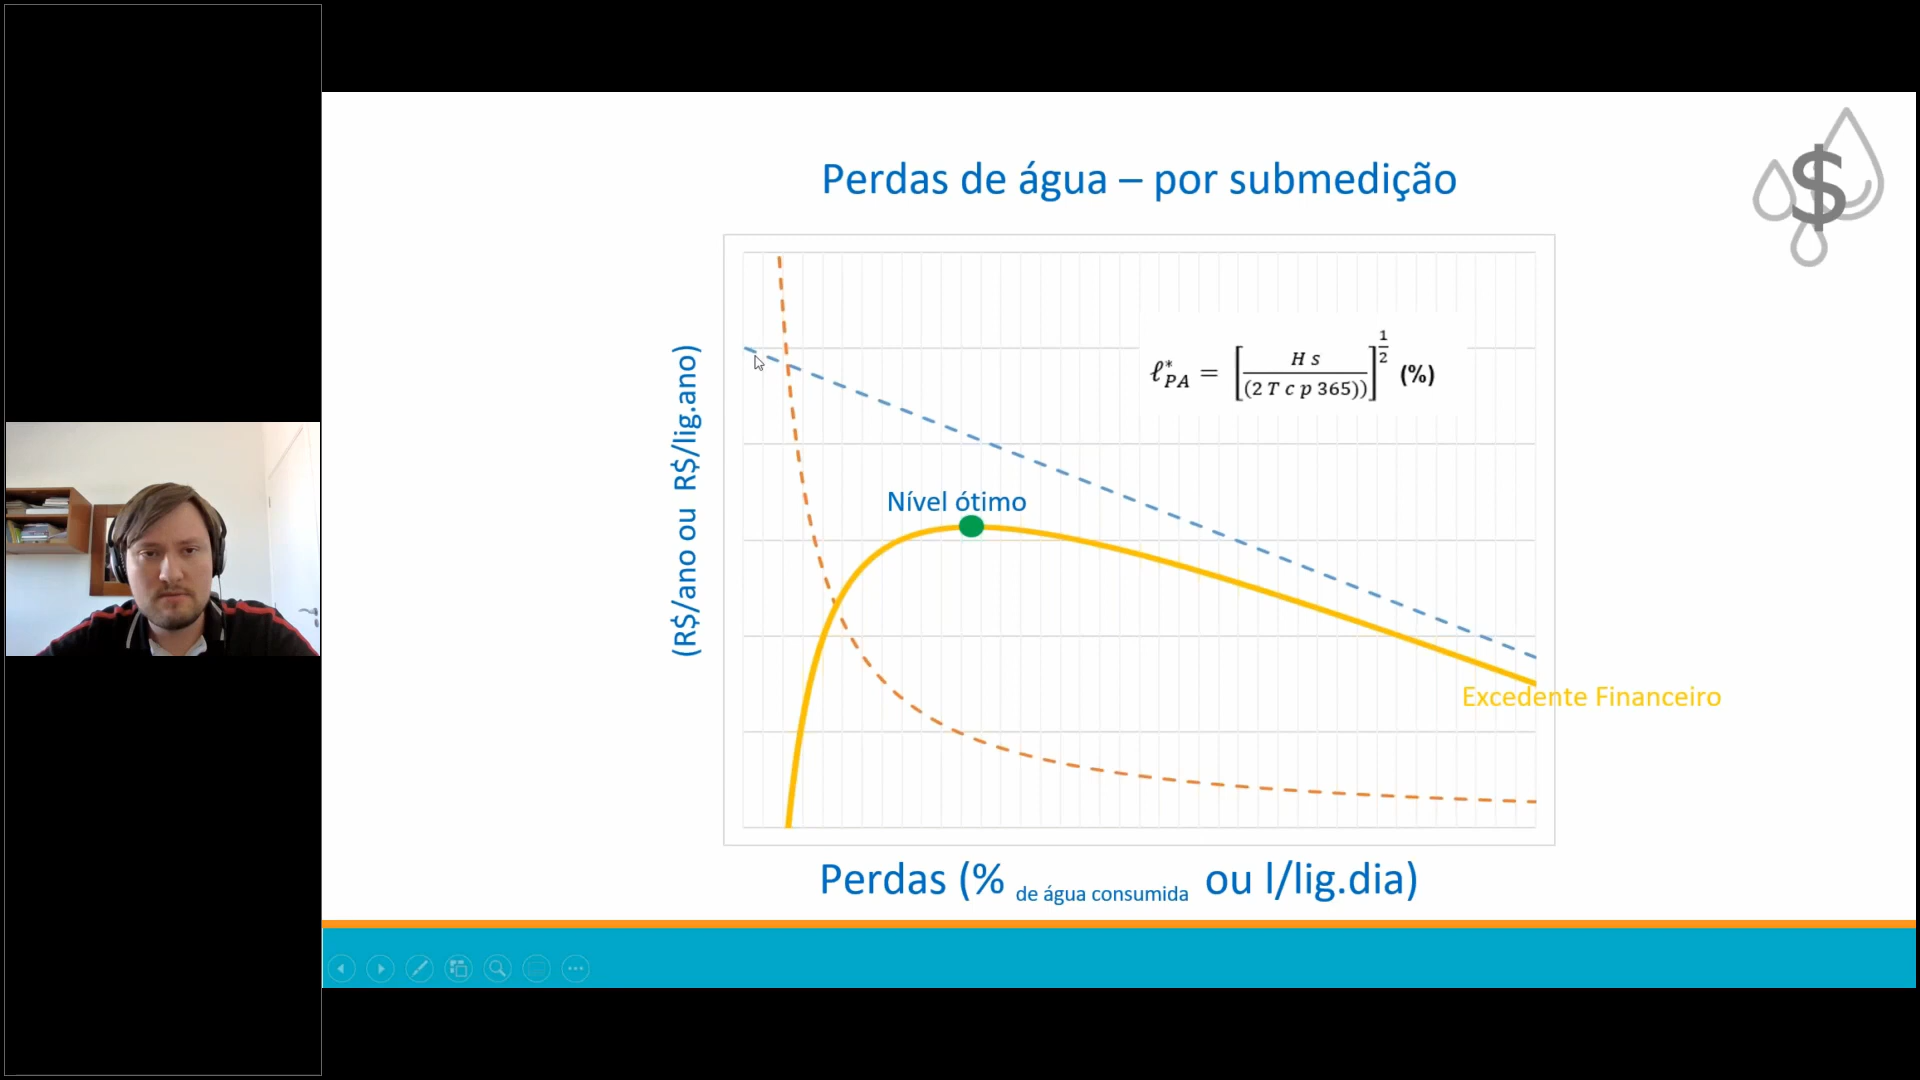 Perdas de água – por submedição
$
(R$/ano ou R$/lig.ano)
ℓ*PA = [H s / (2 T c p 365))]^1/2 (%)
Nível ótimo
Excedente Financeiro
Perdas (% de água consumida ou l/lig.dia)